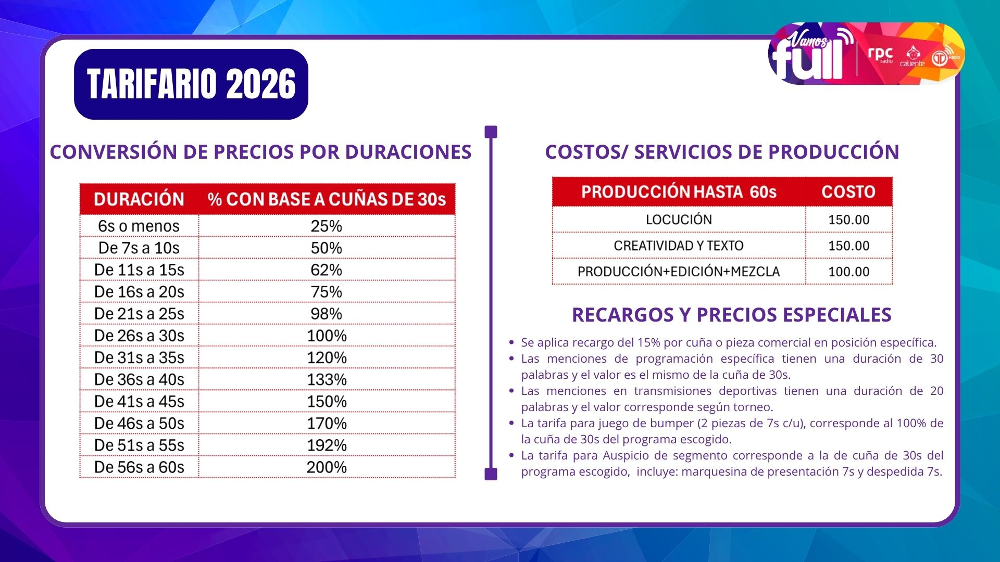 Vamos
full
rpc
radio
caliente
Radio
TARIFARIO 2026
CONVERSIÓN DE PRECIOS POR DURACIONES
DURACIÓN % CON BASE A CUÑAS DE 30s
6s o menos 25%
De 7s a 10s 50%
De 11s a 15s 62%
De 16s a 20s 75%
De 21s a 25s 98%
De 26s a 30s 100%
De 31s a 35s 120%
De 36s a 40s 133%
De 41s a 45s 150%
De 46s a 50s 170%
De 51s a 55s 192%
De 56s a 60s 200%
COSTOS/ SERVICIOS DE PRODUCCIÓN
PRODUCCIÓN HASTA 60s COSTO
LOCUCIÓN 150.00
CREATIVIDAD Y TEXTO 150.00
PRODUCCIÓN+EDICIÓN+MEZCLA 100.00
RECARGOS Y PRECIOS ESPECIALES
• Se aplica recargo del 15% por cuña o pieza comercial en posición específica.
• Las menciones de programación específica tienen una duración de 30
palabras y el valor es el mismo de la cuña de 30s.
• Las menciones en transmisiones deportivas tienen una duración de 20
palabras y el valor corresponde según torneo.
• La tarifa para juego de bumper (2 piezas de 7s c/u), corresponde al 100% de
la cuña de 30s del programa escogido.
• La tarifa para Auspicio de segmento corresponde a la de cuña de 30s del
programa escogido, incluye: marquesina de presentación 7s y despedida 7s.